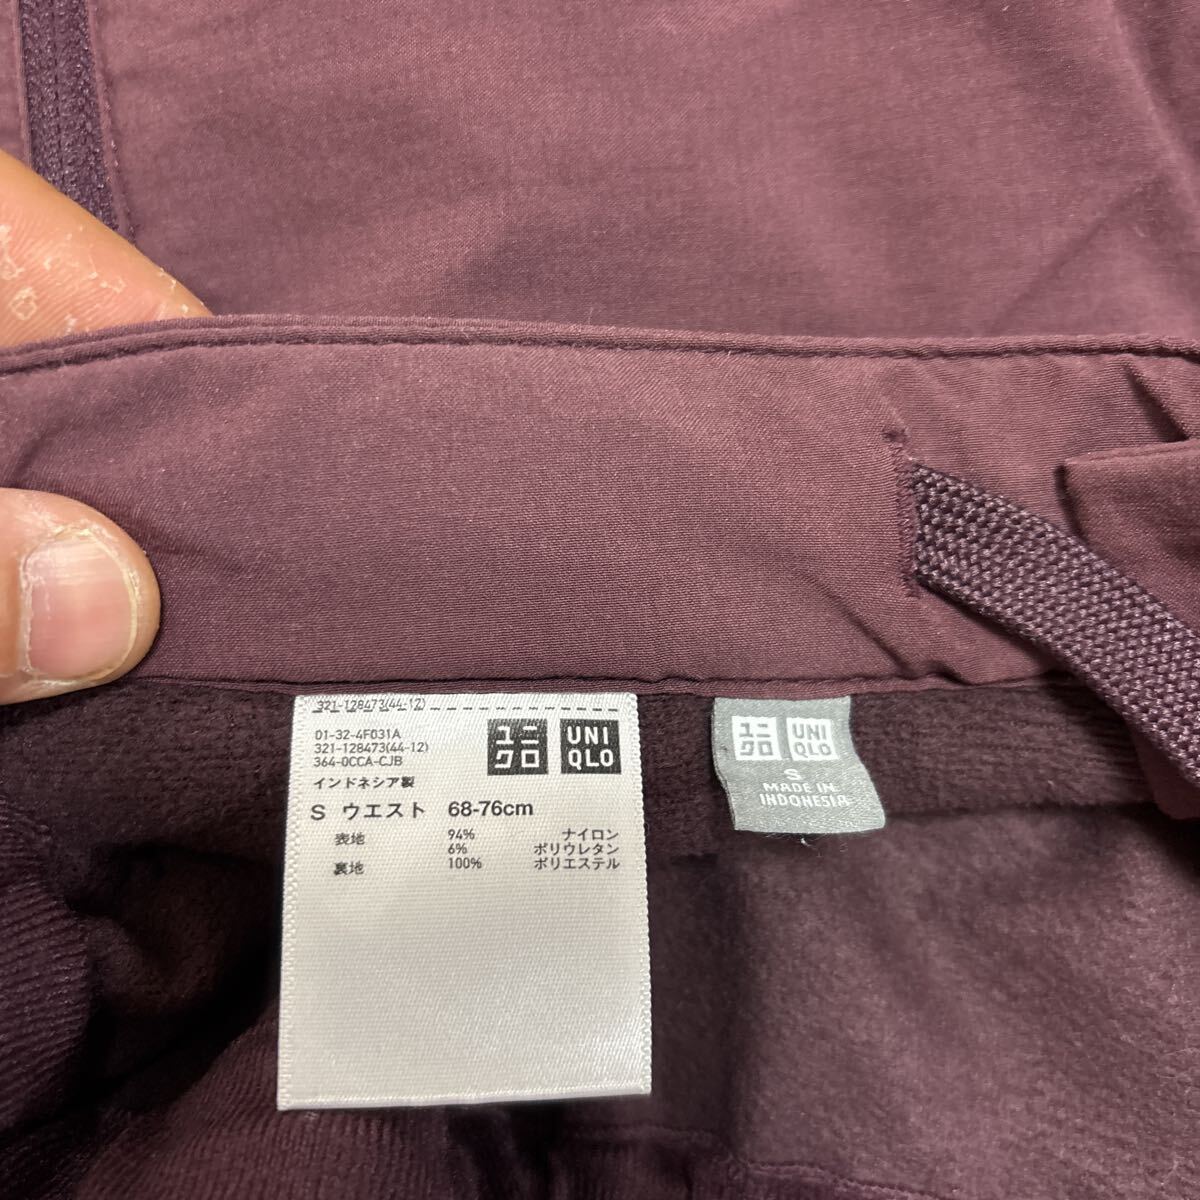 321-128473(44-12)
01-32-4F031A
321-128473(44-12)
364-0CCA-CJB
ユニクロ
UNIQLO
インドネシア製
S ウエスト 68-76cm
表地 94% ナイロン
6% ポリウレタン
裏地 100% ポリエステル
ユニクロ
UNIQLO
S
MADE IN
INDONESIA